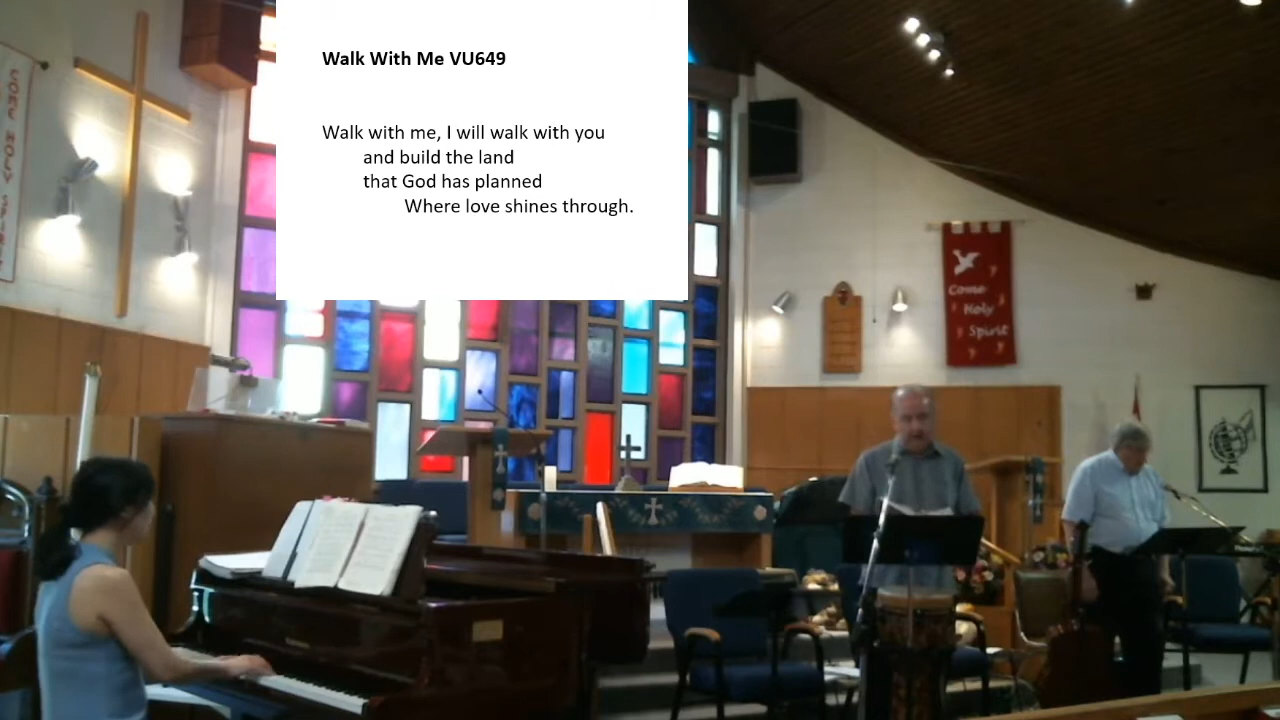 Walk With Me VU649
Walk with me, I will walk with you
and build the land
that God has planned
Where love shines through.
COME HOLY SPIRIT
Come
Holy
Spirit